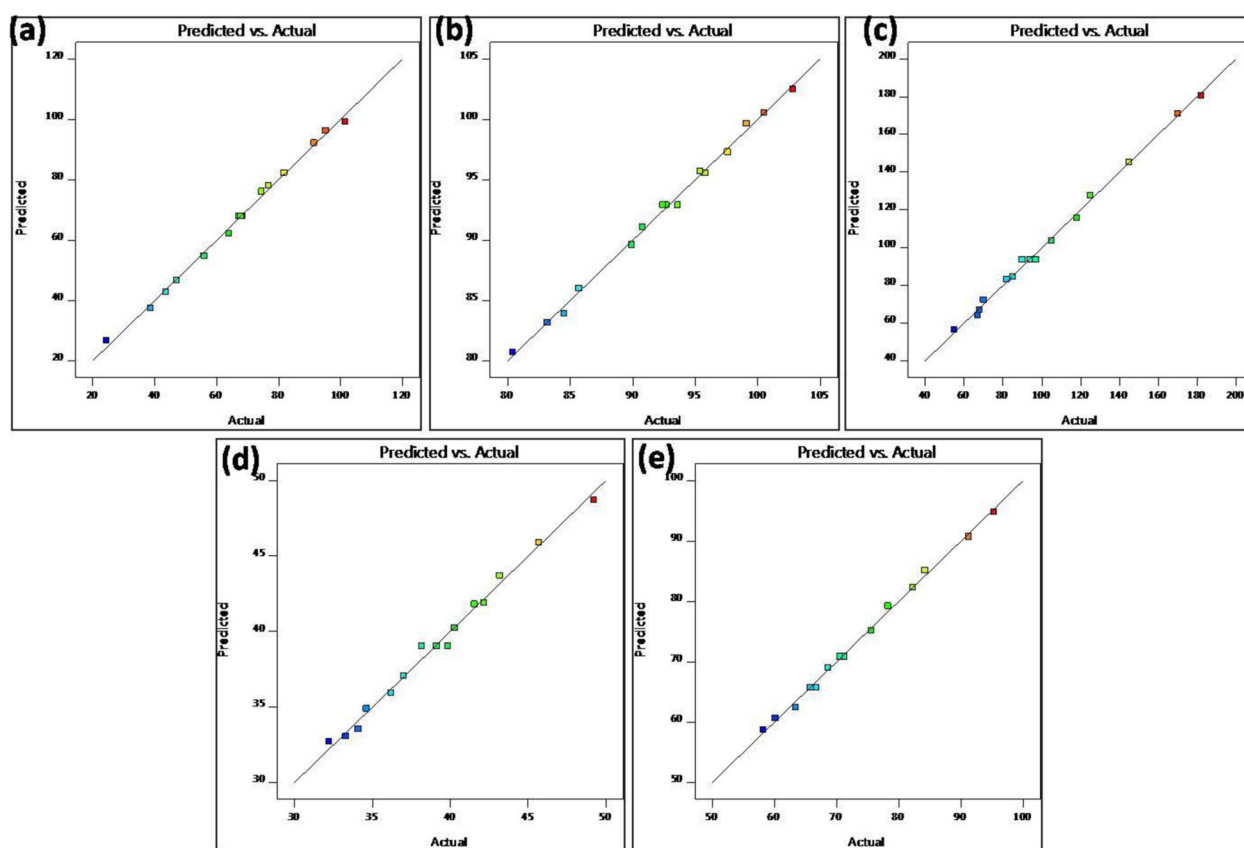 (a)
Predicted vs. Actual
120
100
80
60
40
20
Predicted
20 40 60 80 100 120
Actual
(b)
Predicted vs. Actual
105
100
95
90
85
80
Predicted
80 85 90 95 100 105
Actual
(c)
Predicted vs. Actual
200
180
160
140
120
100
80
60
40
Predicted
40 60 80 100 120 140 160 180 200
Actual
(d)
Predicted vs. Actual
50
45
40
35
30
Predicted
30 35 40 45 50
Actual
(e)
Predicted vs. Actual
100
90
80
70
60
50
Predicted
50 60 70 80 90 100
Actual